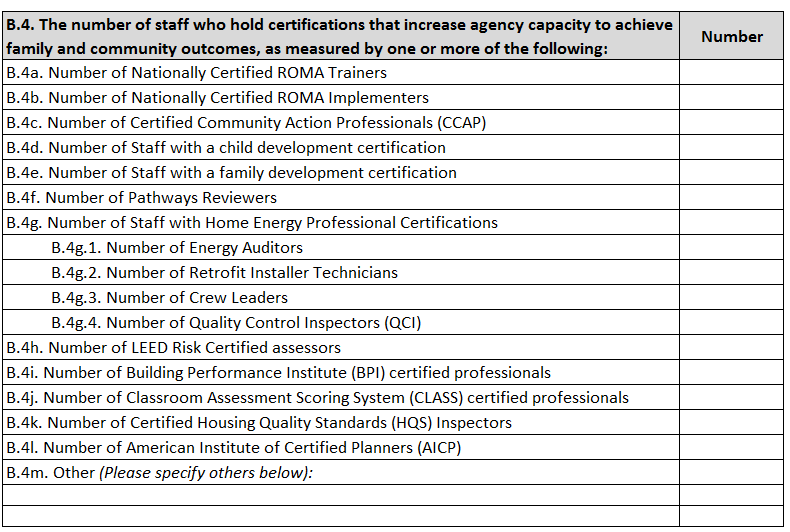 B.4. The number of staff who hold certifications that increase agency capacity to achieve
family and community outcomes, as measured by one or more of the following:
Number
B.4a. Number of Nationally Certified ROMA Trainers
B.4b. Number of Nationally Certified ROMA Implementers
B.4c. Number of Certified Community Action Professionals (CCAP)
B.4d. Number of Staff with a child development certification
B.4e. Number of Staff with a family development certification
B.4f. Number of Pathways Reviewers
B.4g. Number of Staff with Home Energy Professional Certifications
B.4g.1. Number of Energy Auditors
B.4g.2. Number of Retrofit Installer Technicians
B.4g.3. Number of Crew Leaders
B.4g.4. Number of Quality Control Inspectors (QCI)
B.4h. Number of LEED Risk Certified assessors
B.4i. Number of Building Performance Institute (BPI) certified professionals
B.4j. Number of Classroom Assessment Scoring System (CLASS) certified professionals
B.4k. Number of Certified Housing Quality Standards (HQS) Inspectors
B.4l. Number of American Institute of Certified Planners (AICP)
B.4m. Other (Please specify others below):